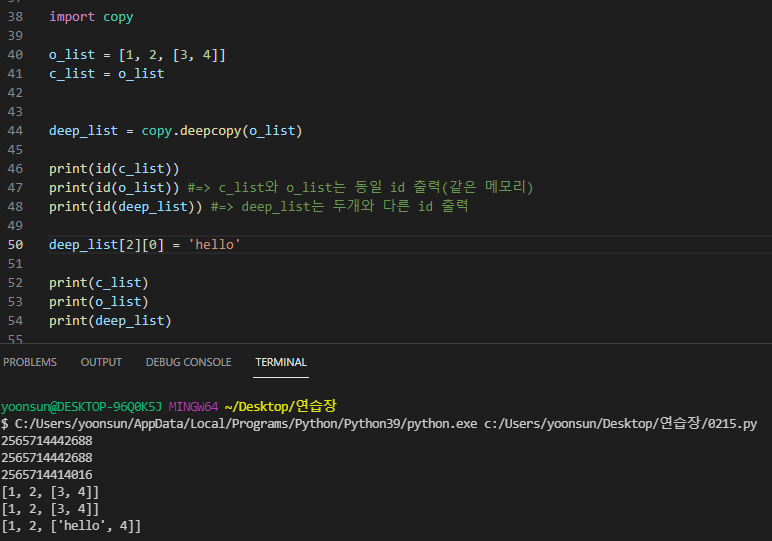 38 import copy
39
40 o_list = [1, 2, [3, 4]]
41 c_list = o_list
42
43
44 deep_list = copy.deepcopy(o_list)
45
46 print(id(c_list))
47 print(id(o_list)) #=> c_list와 o_list는 동일 id 출력(같은 메모리)
48 print(id(deep_list)) #=> deep_list는 두개와 다른 id 출력
49
50 deep_list[2][0] = 'hello'
51
52 print(c_list)
53 print(o_list)
54 print(deep_list)
55
PROBLEMS OUTPUT DEBUG CONSOLE TERMINAL
yoonsun@DESKTOP-96Q0K5J MINGW64 ~/Desktop/연습장
$ C:/Users/yoonsun/AppData/Local/Programs/Python/Python39/python.exe c:/Users/yoonsun/Desktop/연습장/0215.py
2565714442688
2565714442688
2565714414016
[1, 2, [3, 4]]
[1, 2, [3, 4]]
[1, 2, ['hello', 4]]